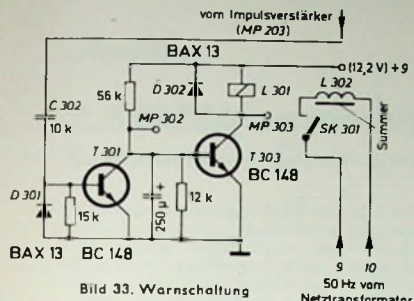 vom Impulsverstärker
(MP 203)
BAX 13
(12,2 V) + 9
D 302
L 301
L 302
C 302
56 k
MP 302
MP 303
SK 301
Summer
10 k
T 301
T 303
BC 148
D 301
15 k
250 µ +
12 k
BAX 13
BC 148
9
10
Bild 33. Warnschaltung
50 Hz vom
Netztransformator